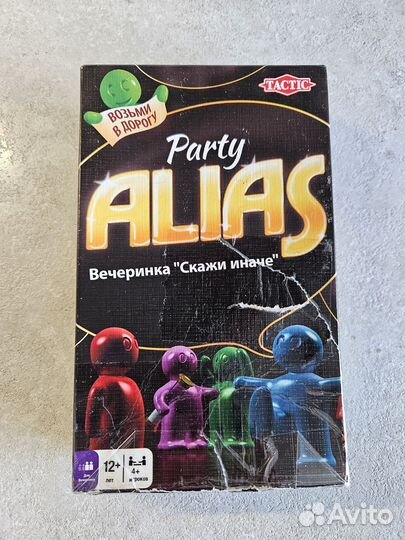 TACTIC
ВОЗЬМИ
В ДОРОГУ
Party
ALIAS
Вечеринка "Скажи иначе"
12+
лет
4+
игроков
Avito